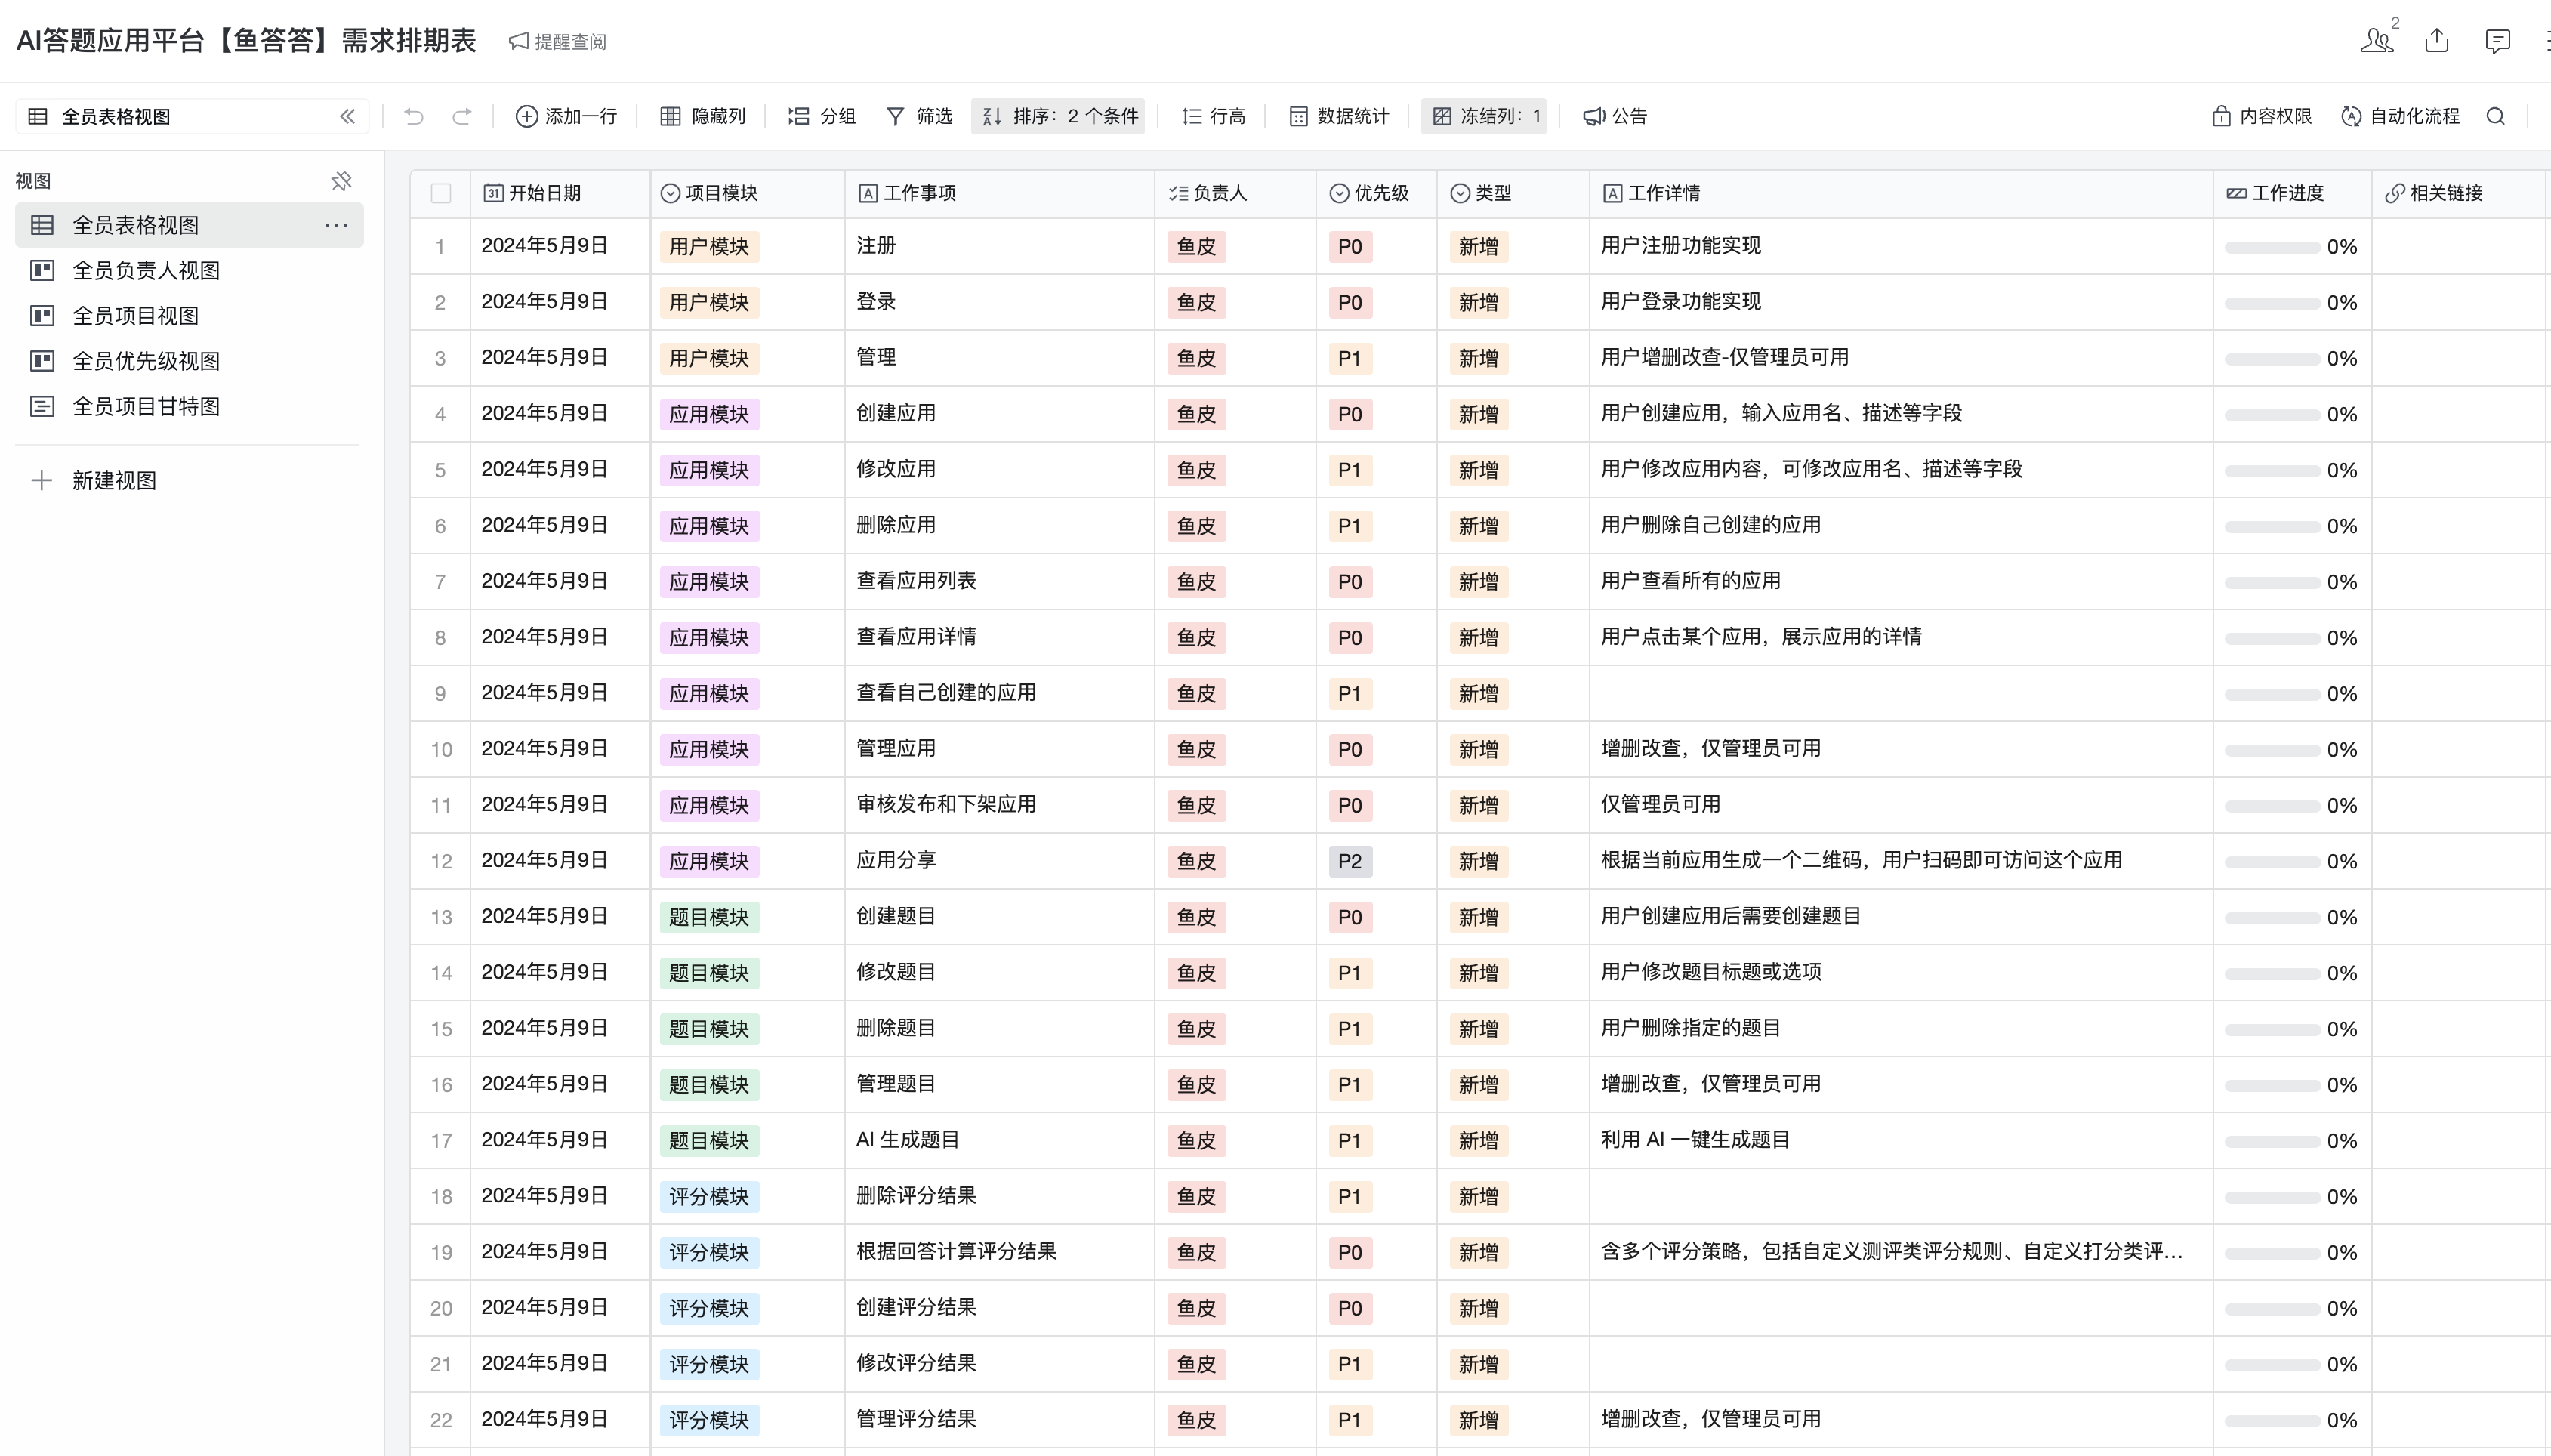 AI答题应用平台【鱼答答】需求排期表 提醒查阅 2
全员表格视图 添加一行 隐藏列 分组 筛选 排序：2 个条件 行高 数据统计 冻结列：1 公告 内容权限 自动化流程
视图
全员表格视图
全员负责人视图
全员项目视图
全员优先级视图
全员项目甘特图
新建视图
开始日期 项目模块 工作事项 负责人 优先级 类型 工作详情 工作进度 相关链接
1 2024年5月9日 用户模块 注册 鱼皮 P0 新增 用户注册功能实现 0%
2 2024年5月9日 用户模块 登录 鱼皮 P0 新增 用户登录功能实现 0%
3 2024年5月9日 用户模块 管理 鱼皮 P1 新增 用户增删改查-仅管理员可用 0%
4 2024年5月9日 应用模块 创建应用 鱼皮 P0 新增 用户创建应用，输入应用名、描述等字段 0%
5 2024年5月9日 应用模块 修改应用 鱼皮 P1 新增 用户修改应用内容，可修改应用名、描述等字段 0%
6 2024年5月9日 应用模块 删除应用 鱼皮 P1 新增 用户删除自己创建的应用 0%
7 2024年5月9日 应用模块 查看应用列表 鱼皮 P0 新增 用户查看所有的应用 0%
8 2024年5月9日 应用模块 查看应用详情 鱼皮 P0 新增 用户点击某个应用，展示应用的详情 0%
9 2024年5月9日 应用模块 查看自己创建的应用 鱼皮 P1 新增 0%
10 2024年5月9日 应用模块 管理应用 鱼皮 P0 新增 增删改查，仅管理员可用 0%
11 2024年5月9日 应用模块 审核发布和下架应用 鱼皮 P0 新增 仅管理员可用 0%
12 2024年5月9日 应用模块 应用分享 鱼皮 P2 新增 根据当前应用生成一个二维码，用户扫码即可访问这个应用 0%
13 2024年5月9日 题目模块 创建题目 鱼皮 P0 新增 用户创建应用后需要创建题目 0%
14 2024年5月9日 题目模块 修改题目 鱼皮 P1 新增 用户修改题目标题或选项 0%
15 2024年5月9日 题目模块 删除题目 鱼皮 P1 新增 用户删除指定的题目 0%
16 2024年5月9日 题目模块 管理题目 鱼皮 P1 新增 增删改查，仅管理员可用 0%
17 2024年5月9日 题目模块 AI 生成题目 鱼皮 P1 新增 利用 AI 一键生成题目 0%
18 2024年5月9日 评分模块 删除评分结果 鱼皮 P1 新增 0%
19 2024年5月9日 评分模块 根据回答计算评分结果 鱼皮 P0 新增 含多个评分策略，包括自定义测评类评分规则、自定义打分类评... 0%
20 2024年5月9日 评分模块 创建评分结果 鱼皮 P0 新增 0%
21 2024年5月9日 评分模块 修改评分结果 鱼皮 P1 新增 0%
22 2024年5月9日 评分模块 管理评分结果 鱼皮 P1 新增 增删改查，仅管理员可用 0%